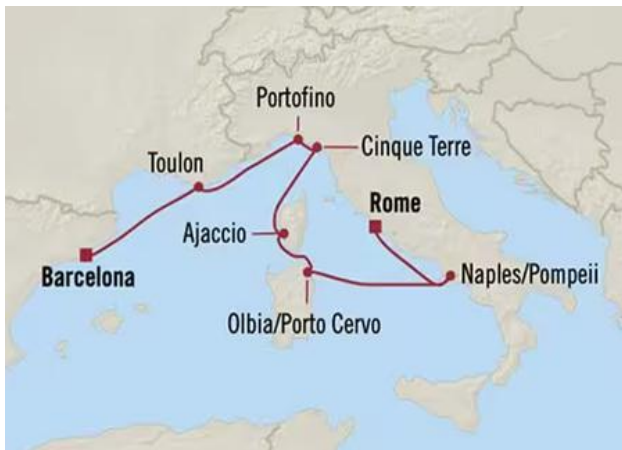 Portofino
Cinque Terre
Toulon
Rome
Ajaccio
Barcelona
Naples/Pompeii
Olbia/Porto Cervo